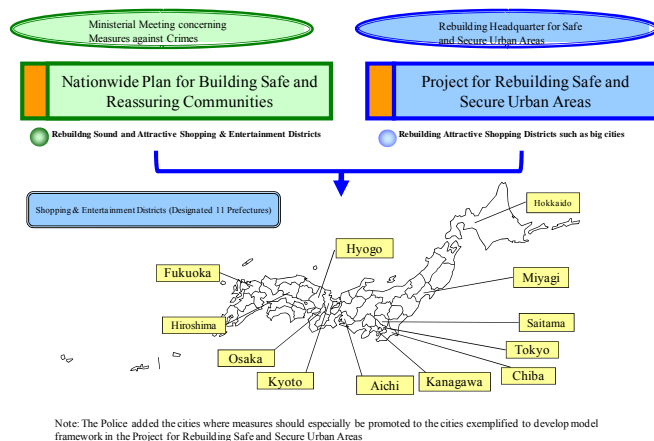 Ministerial Meeting concerning
Measures against Crimes
Rebuilding Headquarter for Safe
and Secure Urban Areas
Nationwide Plan for Building Safe and
Reassuring Communities
Project for Rebuilding Safe and
Secure Urban Areas
Rebuilng Sound and Attractive Shopping & Entertainment Districts
Rebuilding Attractive Shopping Districts such as big cities
Shopping & Entertainment Districts (Designated 11 Prefectures)
Hokkaido
Hyogo
Fukuoka
Miyagi
Hiroshima
Saitama
Osaka
Tokyo
Kyoto
Aichi
Kanagawa
Chiba
Note: The Police added the cities where measures should especially be promoted to the cities exemplified to develop model
framework in the Project for Rebuilding Safe and Secure Urban Areas